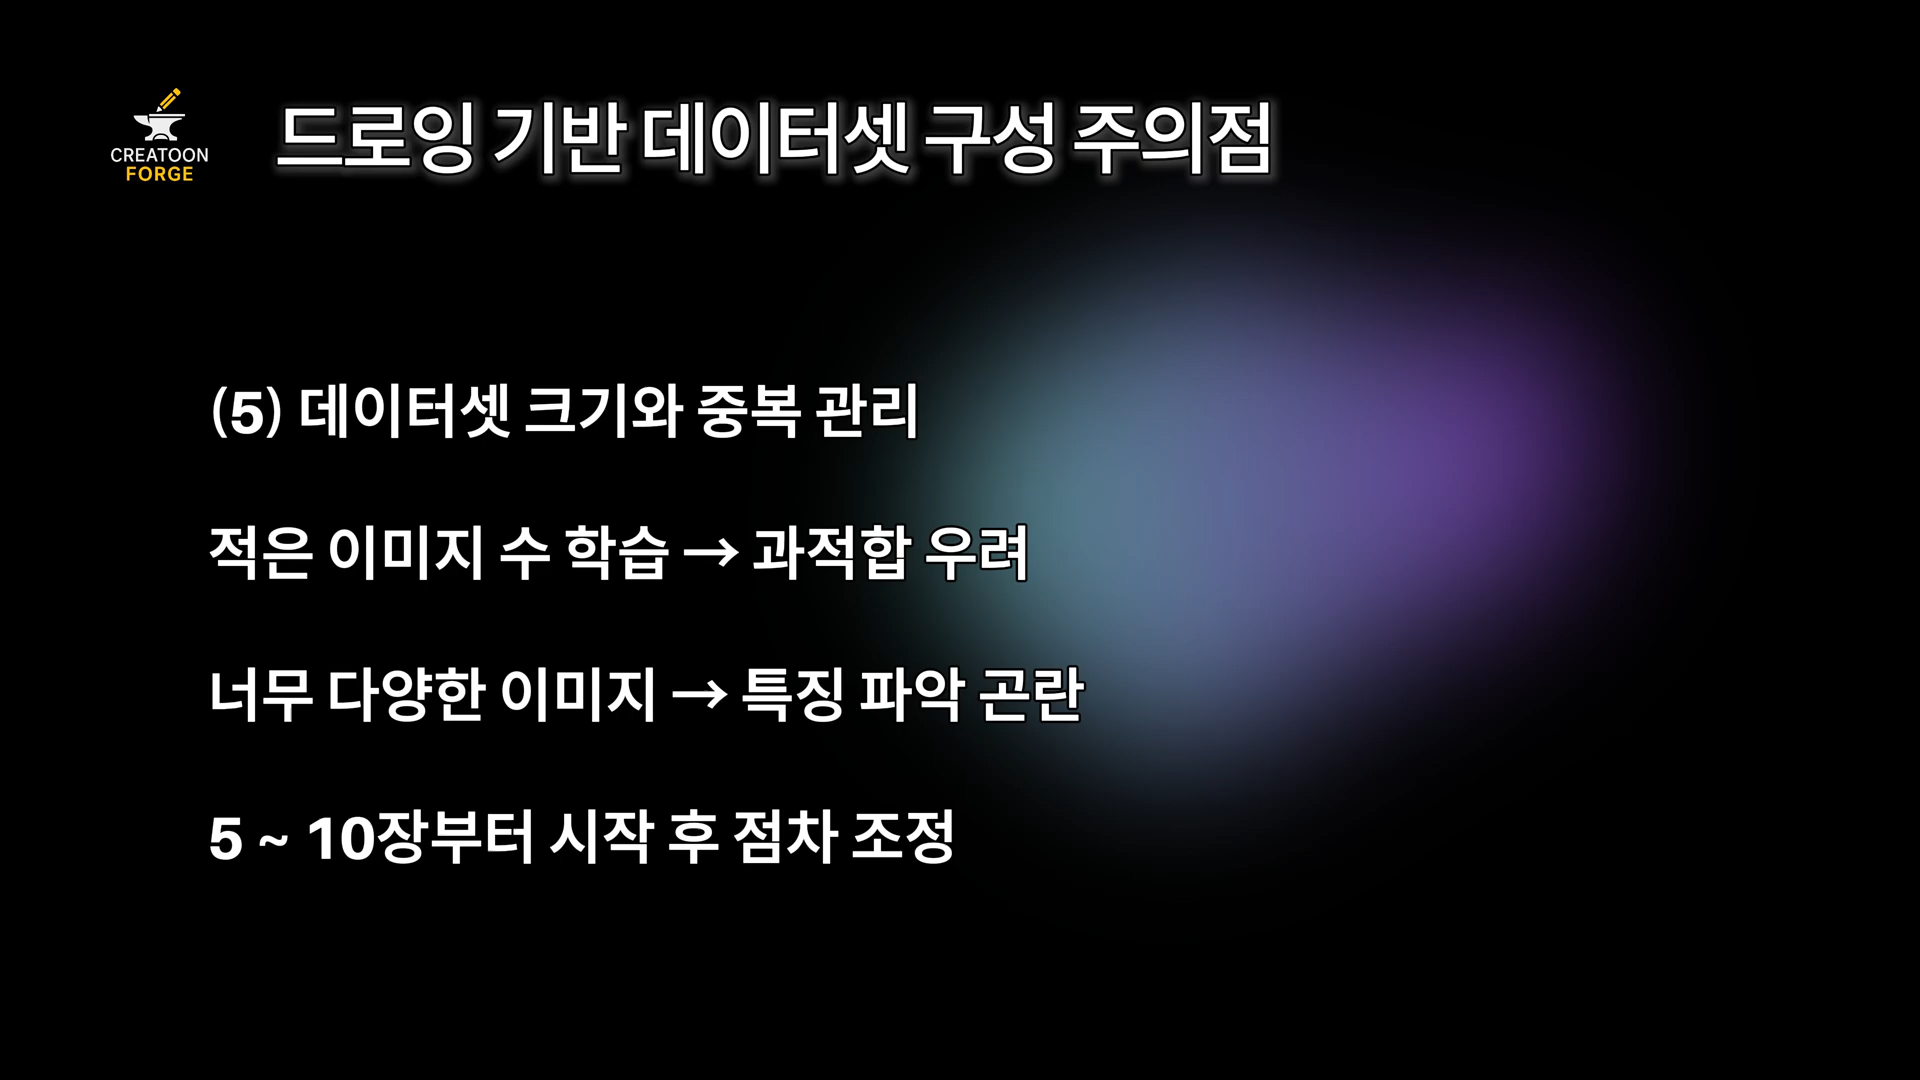 CREATOON
FORGE
드로잉 기반 데이터셋 구성 주의점
(5) 데이터셋 크기와 중복 관리
적은 이미지 수 학습 → 과적합 우려
너무 다양한 이미지 → 특징 파악 곤란
5 ~ 10장부터 시작 후 점차 조정